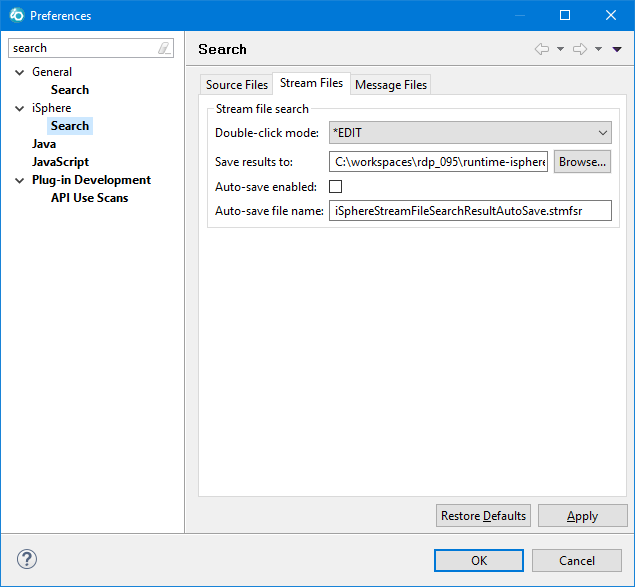 Preferences
search
General
Search
iSphere
Search
Java
JavaScript
Plug-in Development
API Use Scans
Search
Source Files Stream Files Message Files
Stream file search
Double-click mode: *EDIT
Save results to: C:\workspaces\rdp_095\runtime-isphere Browse...
Auto-save enabled:
Auto-save file name: iSphereStreamFileSearchResultAutoSave.stmfsr
Restore Defaults Apply
? OK Cancel